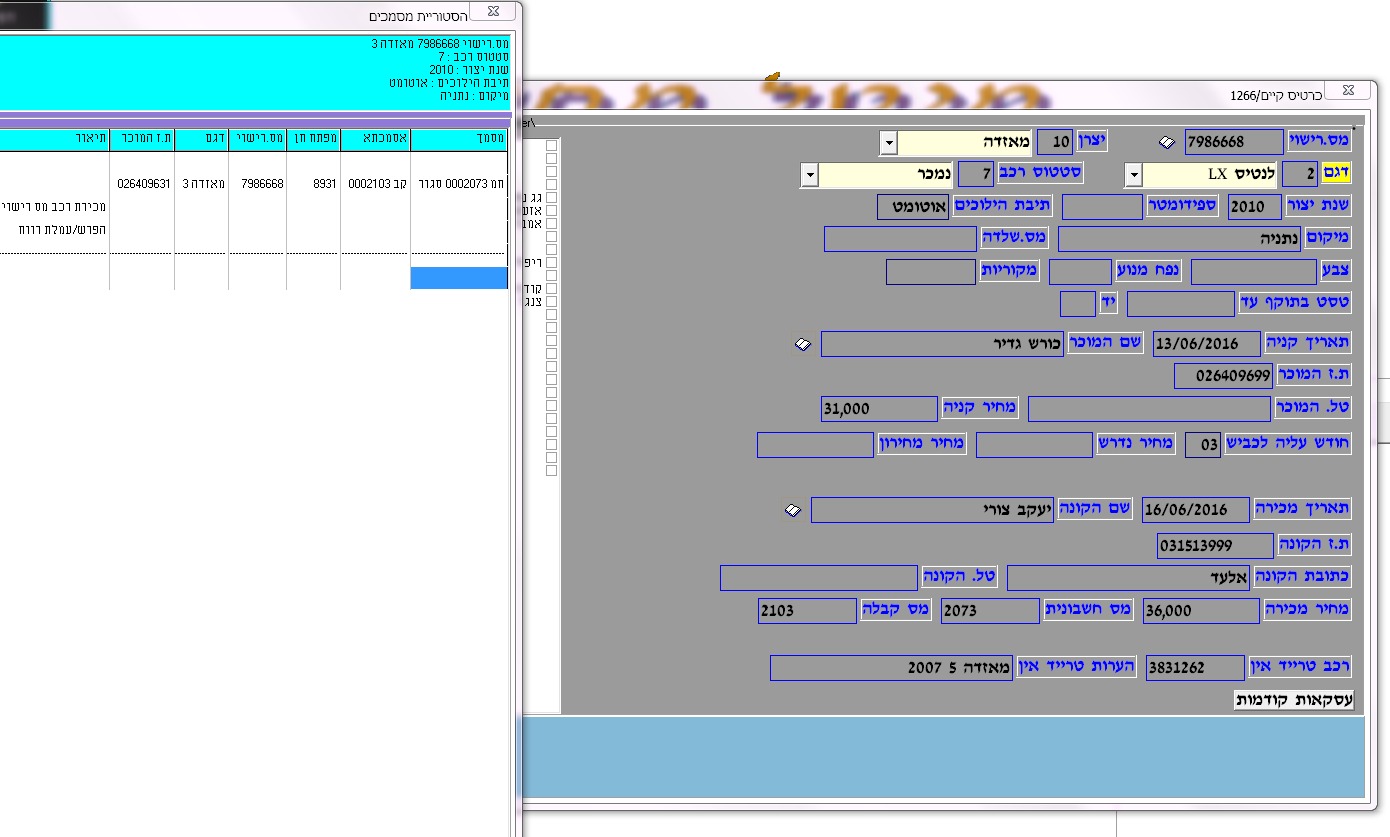 הסטוריית מסמכים
מס.רישוי 7986668 מאזדה 3
סטטוס רכב : 7
שנת יצור : 2010
תיבת הילוכים : אוטומט
מיקום : נתניה
מסמך אסמכתא מפתח חן מס.רישוי דגם ת.ז המוכר תיאור
חמ 0002073 סגור קב 0002103 8931 7986668 מאזדה 3 026409631
מכירת רכב מס רישוי
הפרש/עמלת רווח
כרטיס קיים/1266
מס.רישוי 7986668 יצרן 10 מאזדה
דגם 2 לנטיס LX סטטוס רכב 7 נמכר
שנת יצור 2010 ספידומטר תיבת הילוכים אוטומט
מיקום נתניה מס.שלדה
צבע נפח מנוע מקוריות
טסט בתוקף עד יד
תאריך קניה 13/06/2016 שם המוכר כורש גדיר
ת.ז המוכר 026409699
טל. המוכר מחיר קניה 31,000
חודש עליה לכביש 03 מחיר נדרש מחיר מחירון
תאריך מכירה 16/06/2016 שם הקונה יעקב צורי
ת.ז הקונה 031513999
כתובת הקונה אלעד טל. הקונה
מחיר מכירה 36,000 מס חשבונית 2073 מס קבלה 2103
רכב טרייד אין 3831262 הערות טרייד אין מאזדה 5 2007
עסקאות קודמות